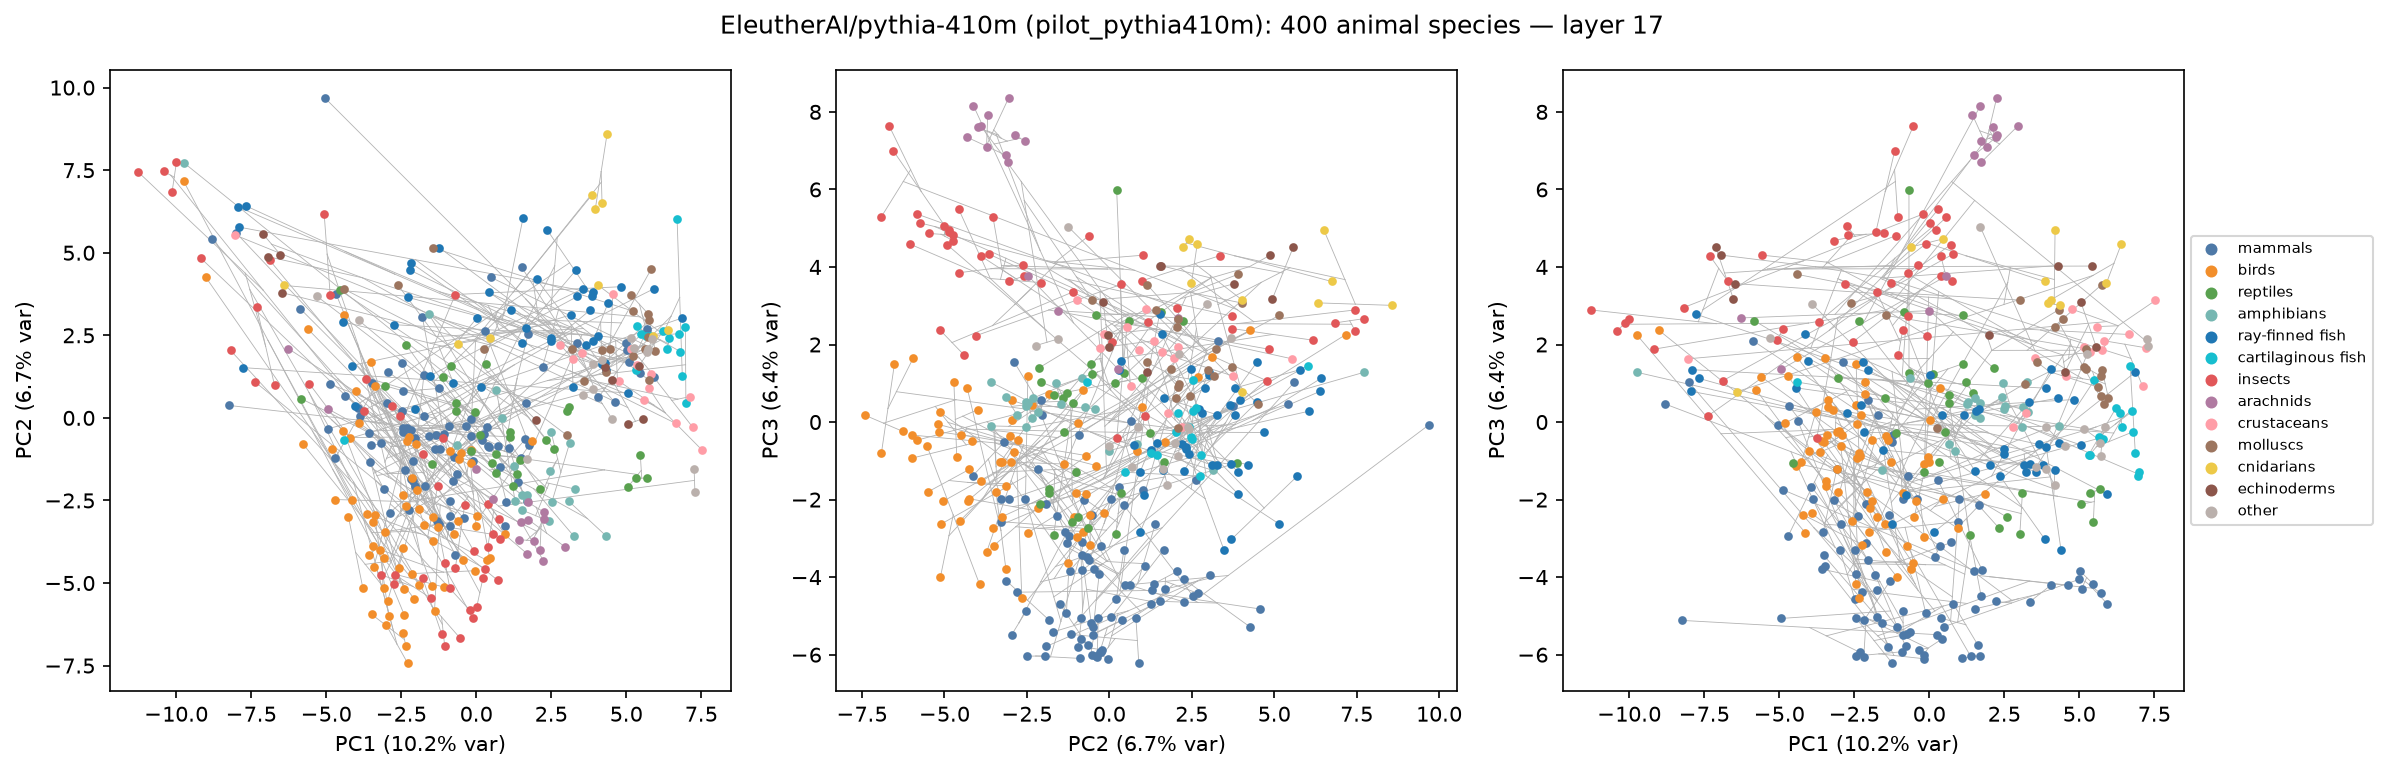 EleutherAI/pythia-410m (pilot_pythia410m): 400 animal species — layer 17
10.0
7.5
5.0
2.5
0.0
−2.5
−5.0
−7.5
PC2 (6.7% var)
−10.0 −7.5 −5.0 −2.5 0.0 2.5 5.0 7.5
PC1 (10.2% var)
8
6
4
2
0
−2
−4
−6
PC3 (6.4% var)
−7.5 −5.0 −2.5 0.0 2.5 5.0 7.5 10.0
PC2 (6.7% var)
8
6
4
2
0
−2
−4
−6
PC3 (6.4% var)
−10.0 −7.5 −5.0 −2.5 0.0 2.5 5.0 7.5
PC1 (10.2% var)
mammals
birds
reptiles
amphibians
ray-finned fish
cartilaginous fish
insects
arachnids
crustaceans
molluscs
cnidarians
echinoderms
other